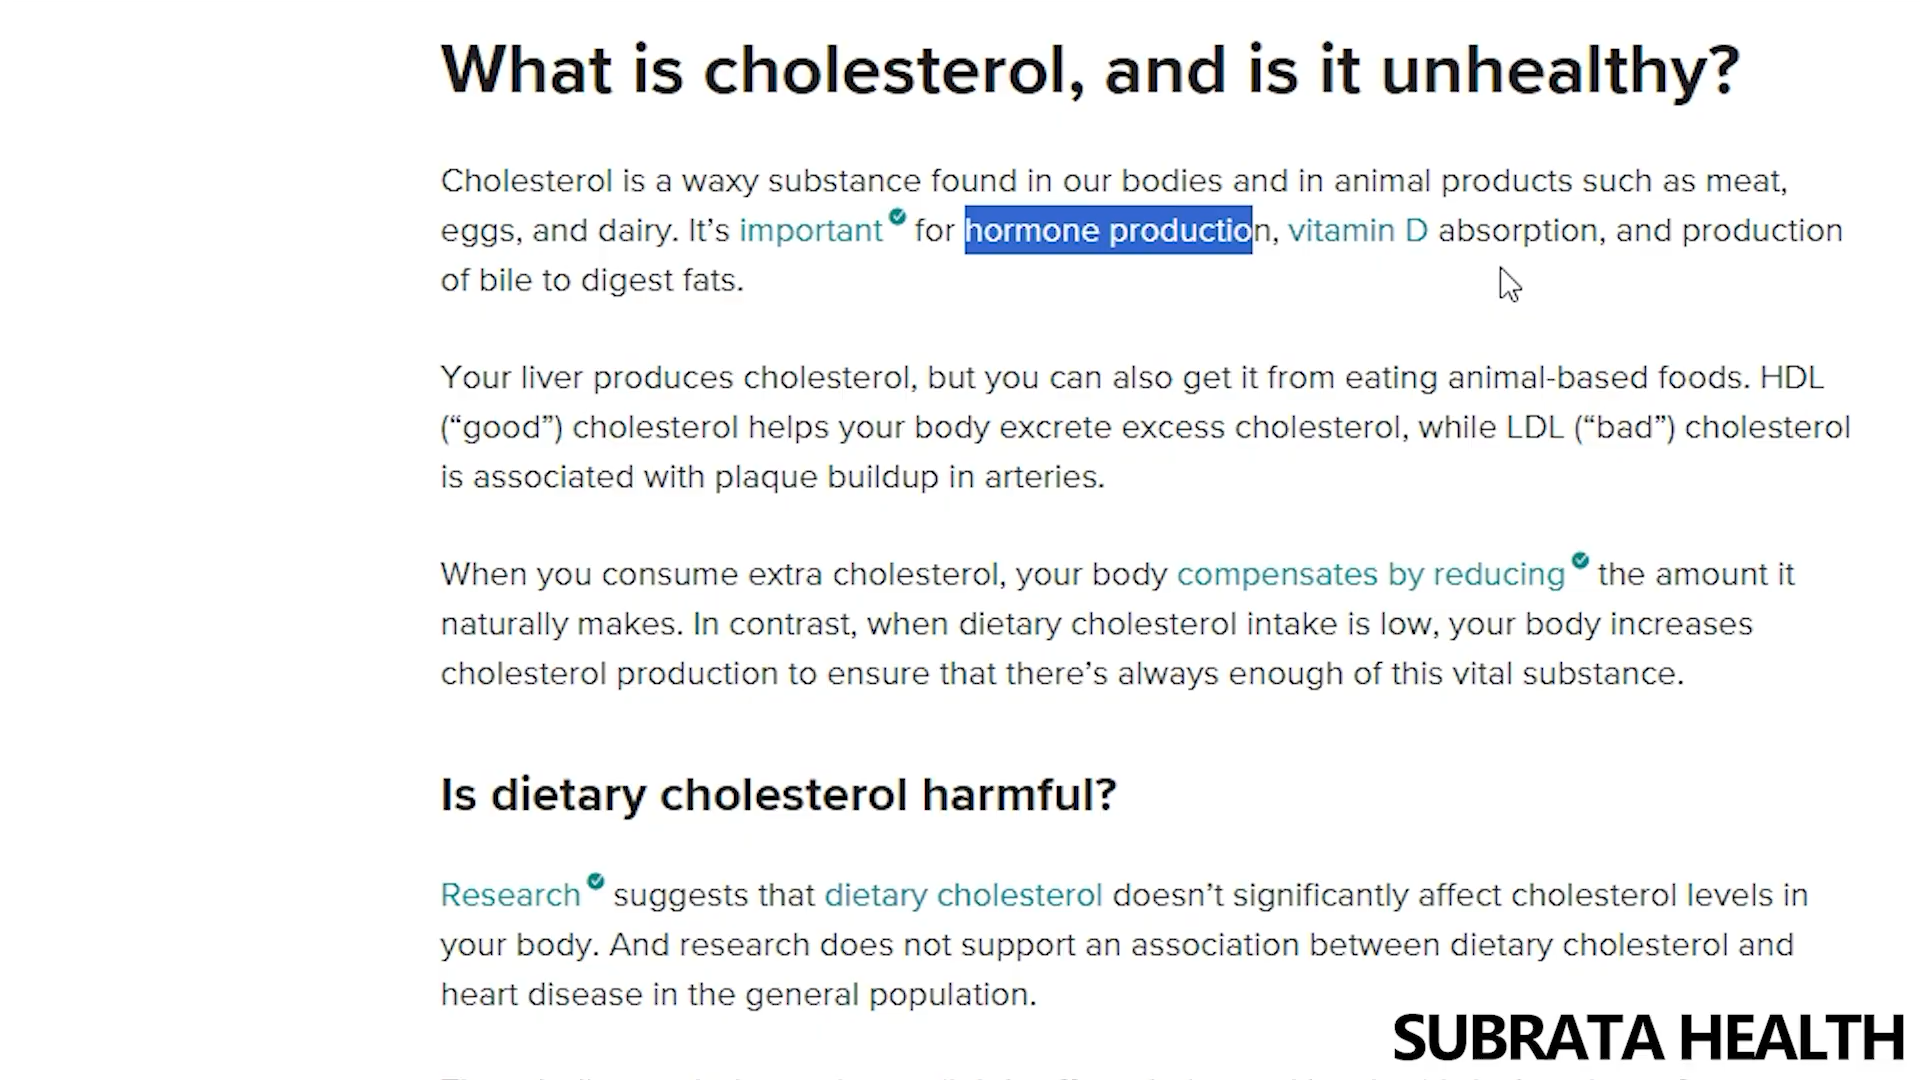 What is cholesterol, and is it unhealthy?
Cholesterol is a waxy substance found in our bodies and in animal products such as meat,
eggs, and dairy. It’s important for hormone production, vitamin D absorption, and production
of bile to digest fats.
Your liver produces cholesterol, but you can also get it from eating animal-based foods. HDL
(“good”) cholesterol helps your body excrete excess cholesterol, while LDL (“bad”) cholesterol
is associated with plaque buildup in arteries.
When you consume extra cholesterol, your body compensates by reducing the amount it
naturally makes. In contrast, when dietary cholesterol intake is low, your body increases
cholesterol production to ensure that there’s always enough of this vital substance.
Is dietary cholesterol harmful?
Research suggests that dietary cholesterol doesn’t significantly affect cholesterol levels in
your body. And research does not support an association between dietary cholesterol and
heart disease in the general population.
SUBRATA HEALTH